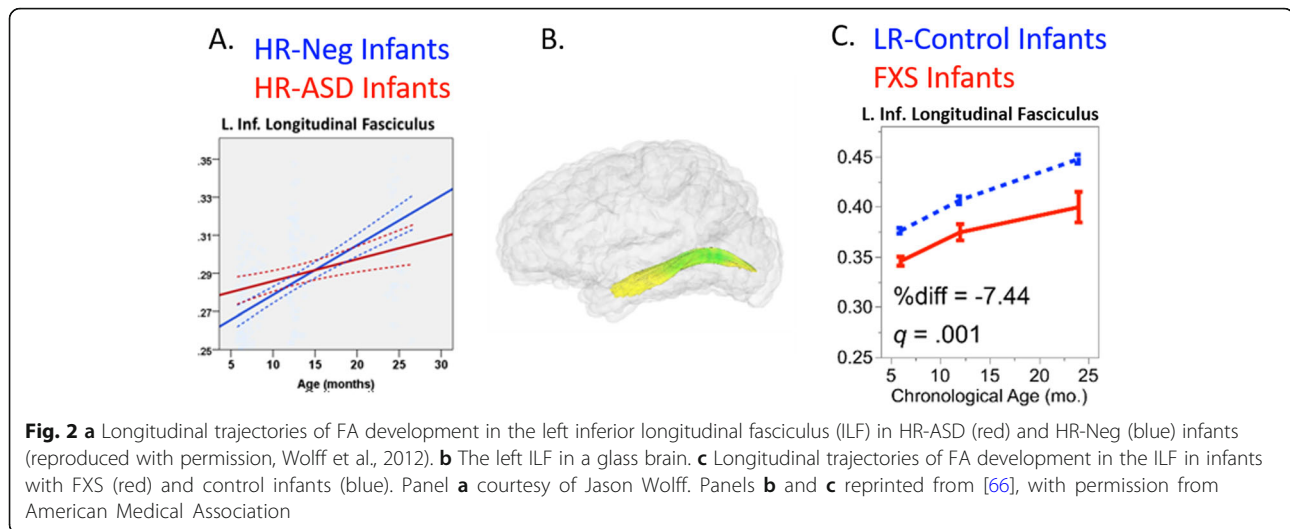 A.
HR-Neg Infants
HR-ASD Infants
L. Inf. Longitudinal Fasciculus
.35
.33
.31
.29
.27
.25
5 10 15 20 25 30
Age (months)
B.
C.
LR-Control Infants
FXS Infants
L. Inf. Longitudinal Fasciculus
0.45
0.40
0.35
0.30
0.25
%diff = -7.44
q = .001
5 10 15 20 25
Chronological Age (mo.)
Fig. 2 a Longitudinal trajectories of FA development in the left inferior longitudinal fasciculus (ILF) in HR-ASD (red) and HR-Neg (blue) infants
(reproduced with permission, Wolff et al., 2012). b The left ILF in a glass brain. c Longitudinal trajectories of FA development in the ILF in infants
with FXS (red) and control infants (blue). Panel a courtesy of Jason Wolff. Panels b and c reprinted from [66], with permission from
American Medical Association